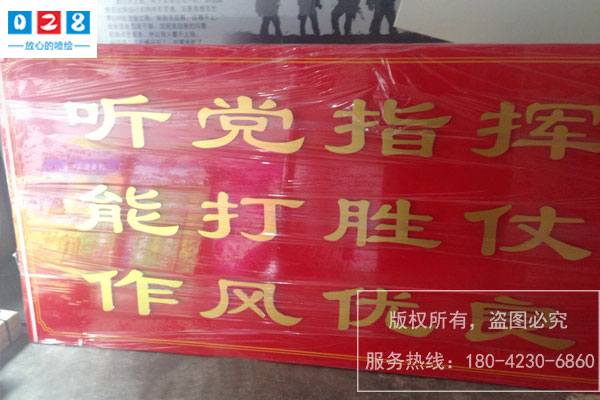 028
放心的喷绘
听党指挥
能打胜仗
作风优良
版权所有，盗图必究
服务热线：180-4230-6860